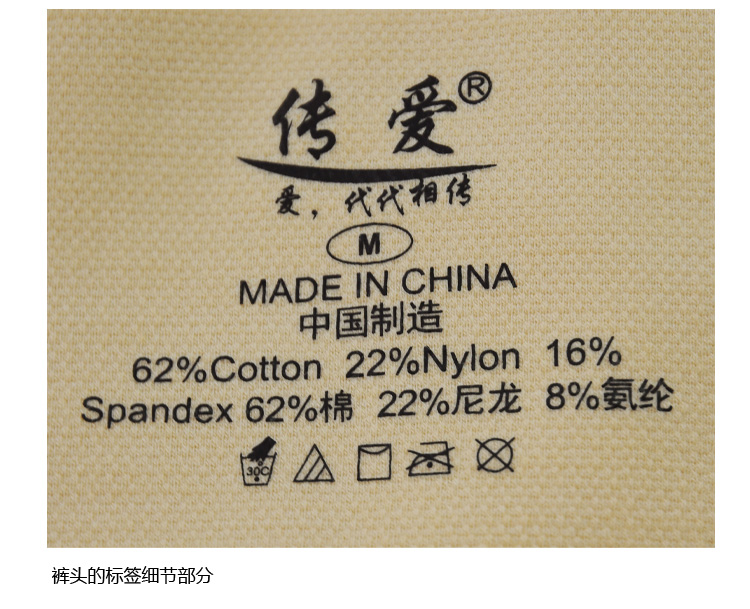 传 爱®
爱，代代相传
M
MADE IN CHINA
中国制造
62%Cotton 22%Nylon 16%
Spandex 62%棉 22%尼龙 8%氨纶
30C
裤头的标签细节部分